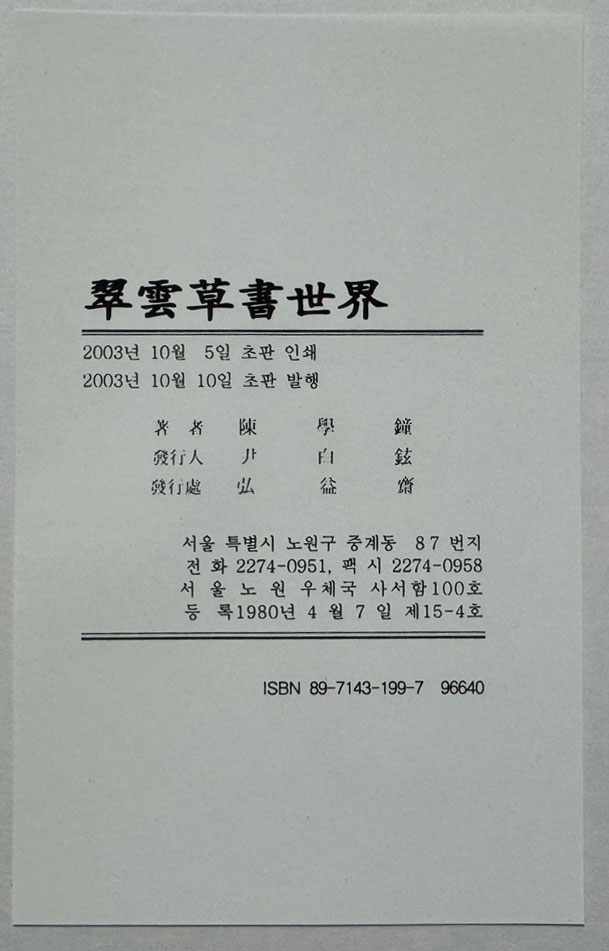 翠雲草書世界
2003년 10월 5일 초판 인쇄
2003년 10월 10일 초판 발행
著 者 陳 學 鐘
發行人 尹 白 鉉
發行處 弘 益 齋
서울 특별시 노원구 중계동 87 번지
전 화 2274-0951, 팩 시 2274-0958
서 울 노 원 우체국 사서함100호
등 록1980년 4 월 7 일 제15-4호
ISBN 89-7143-199-7 96640